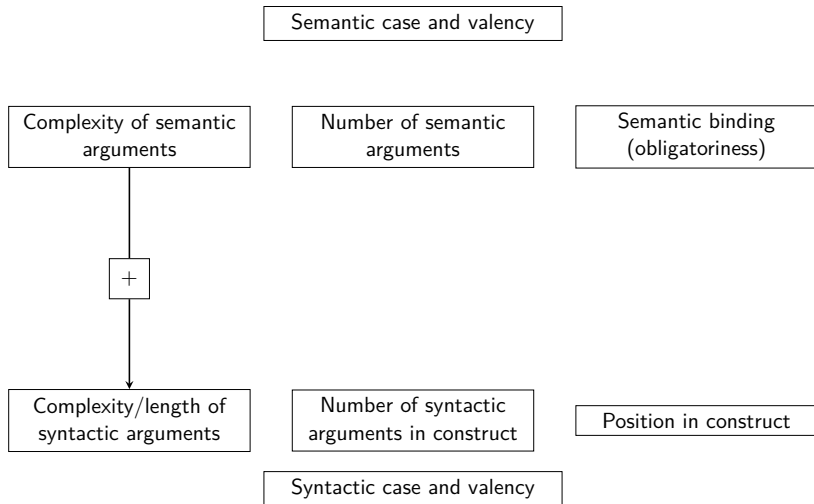 Semantic case and valency
Complexity of semantic
arguments
Number of semantic
arguments
Semantic binding
(obligatoriness)
+
Complexity/length of
syntactic arguments
Number of syntactic
arguments in construct
Position in construct
Syntactic case and valency